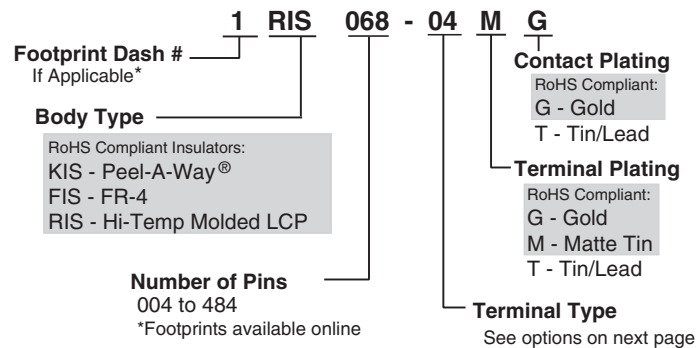 1 RIS 068 - 04 M G
Footprint Dash #
If Applicable*
Body Type
RoHS Compliant Insulators:
KIS - Peel-A-Way®
FIS - FR-4
RIS - Hi-Temp Molded LCP
Number of Pins
004 to 484
*Footprints available online
Contact Plating
RoHS Compliant:
G - Gold
T - Tin/Lead
Terminal Plating
RoHS Compliant:
G - Gold
M - Matte Tin
T - Tin/Lead
Terminal Type
See options on next page